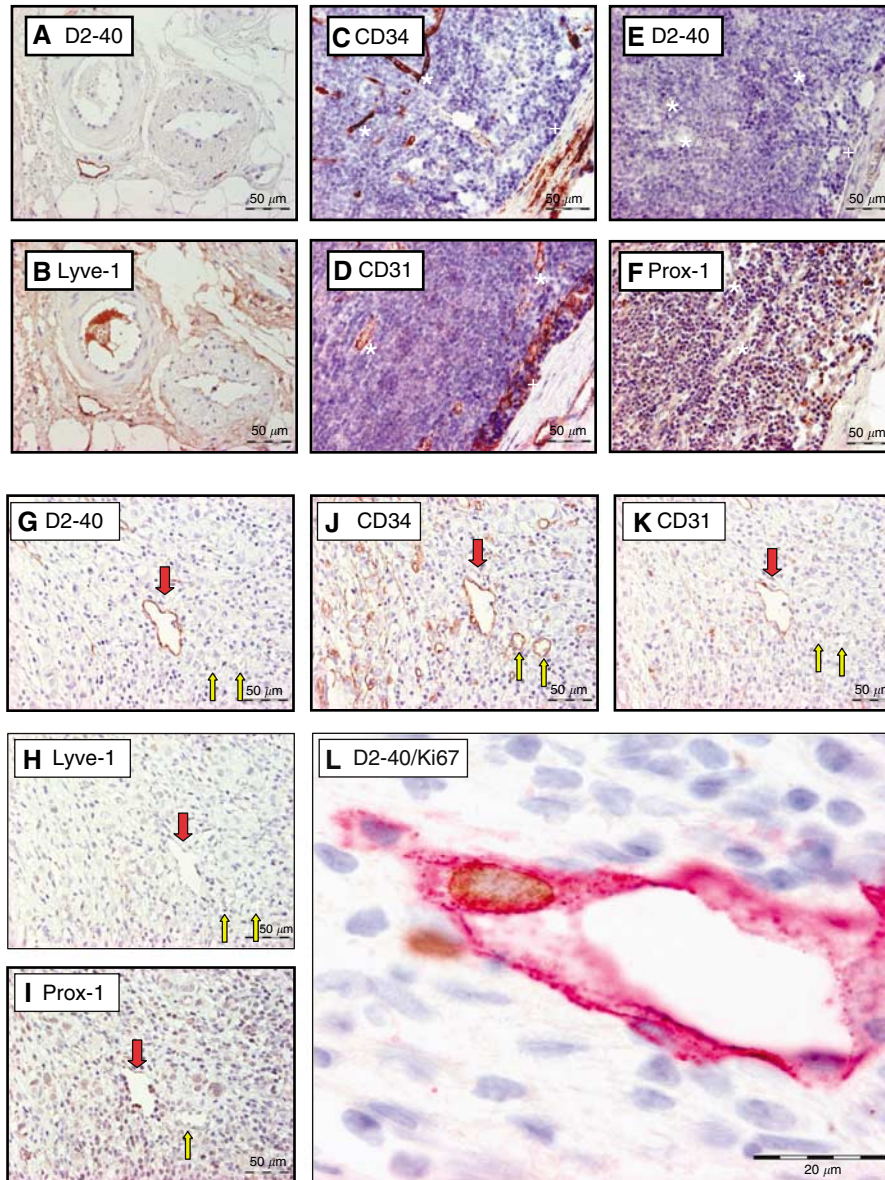 A D2-40
50 µm
C CD34
50 µm
E D2-40
50 µm
B Lyve-1
50 µm
D CD31
50 µm
F Prox-1
50 µm
G D2-40
50 µm
J CD34
50 µm
K CD31
50 µm
H Lyve-1
50 µm
L D2-40/Ki67
20 µm
I Prox-1
50 µm